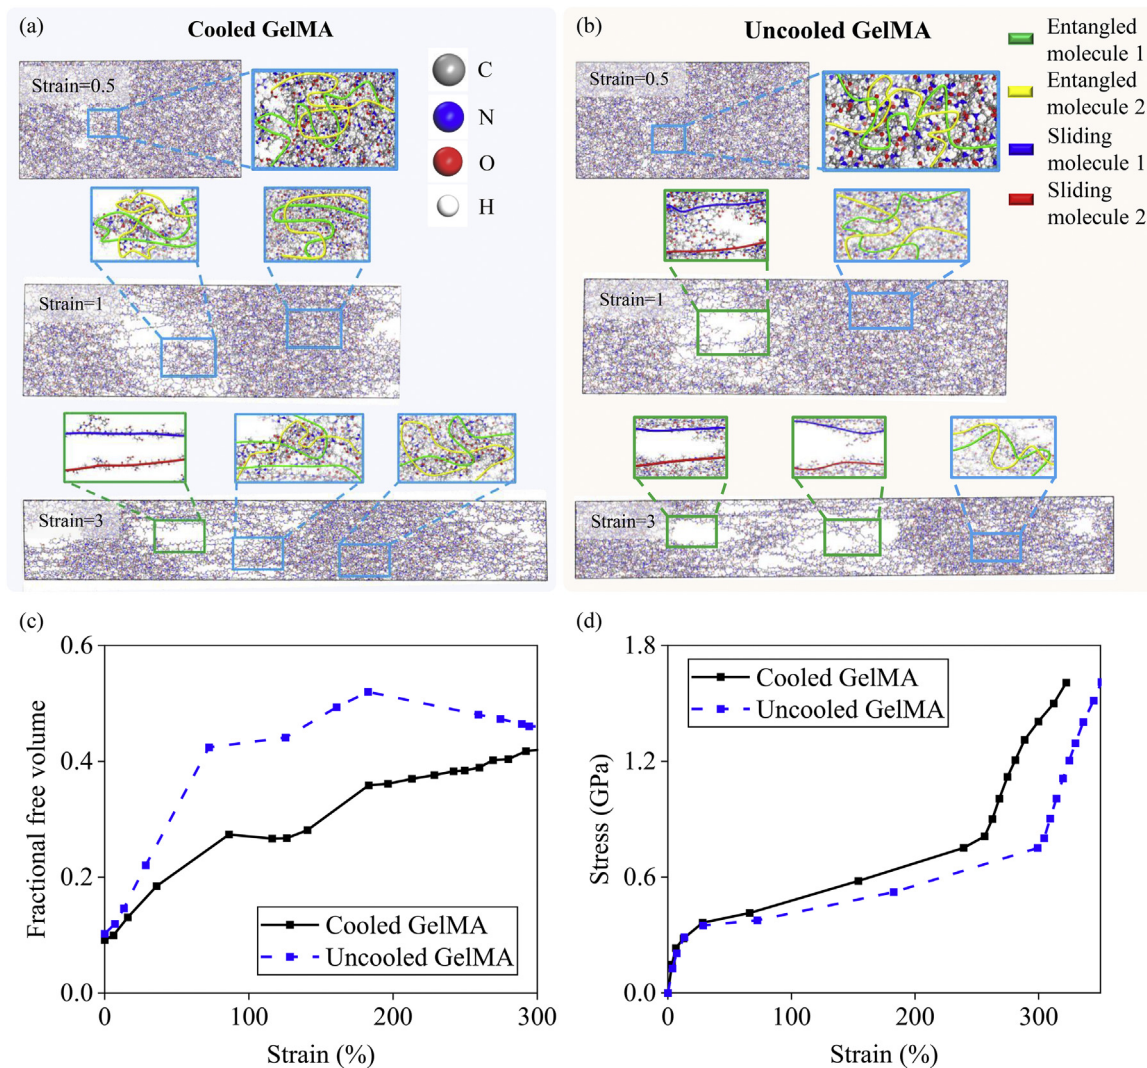 (a)
Cooled GelMA
Strain=0.5
C
N
O
H
Strain=1
Strain=3
(b)
Uncooled GelMA
Entangled
molecule 1
Entangled
molecule 2
Sliding
molecule 1
Sliding
molecule 2
Strain=0.5
Strain=1
Strain=3
(c)
0.6
0.4
0.2
0.0
Fractional free volume
Cooled GelMA
Uncooled GelMA
0
100
200
300
Strain (%)
(d)
1.8
1.2
0.6
0.0
Stress (GPa)
Cooled GelMA
Uncooled GelMA
0
100
200
300
Strain (%)